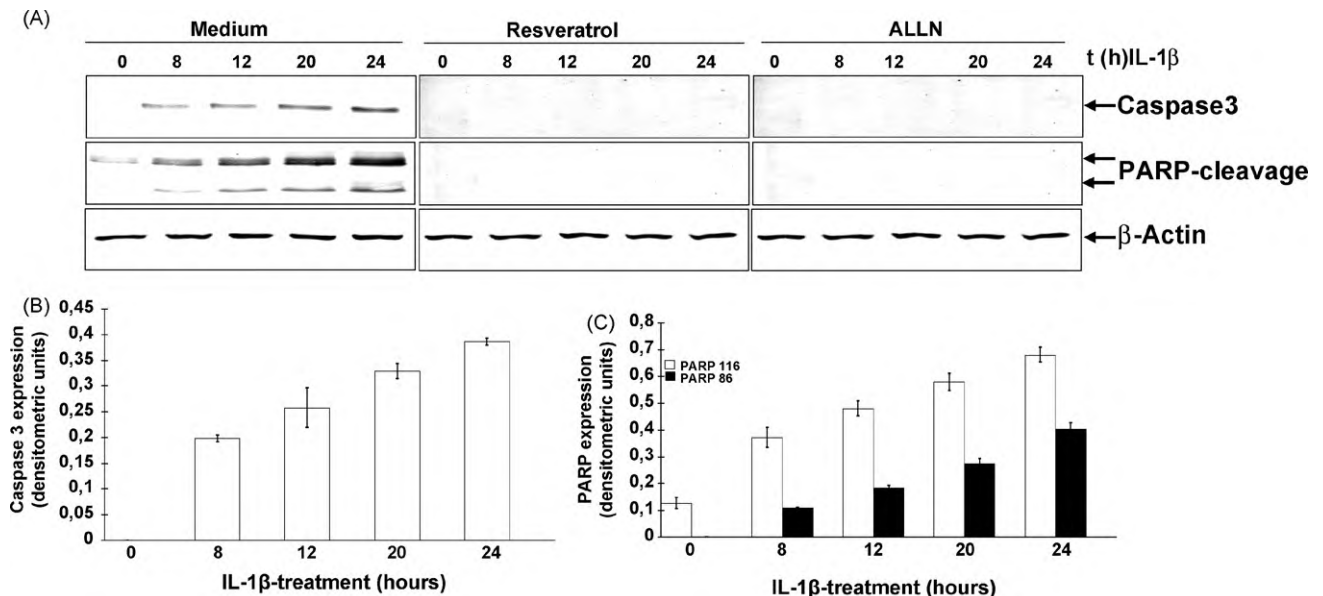 (A)
Medium Resveratrol ALLN
0 8 12 20 24 0 8 12 20 24 0 8 12 20 24 t (h)IL-1β
Caspase3
PARP-cleavage
β-Actin
(B)
Caspase 3 expression
(densitometric units)
0,45
0,4
0,35
0,3
0,25
0,2
0,15
0,1
0,05
0
0 8 12 20 24
IL-1β-treatment (hours)
(C)
PARP expression
(densitometric units)
0,8
0,7
0,6
0,5
0,4
0,3
0,2
0,1
0
PARP 116
PARP 86
0 8 12 20 24
IL-1β-treatment (hours)